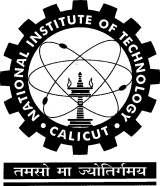 NATIONAL INSTITUTE OF TECHNOLOGY
• CALICUT •
तमसो मा ज्योतिर्गमय